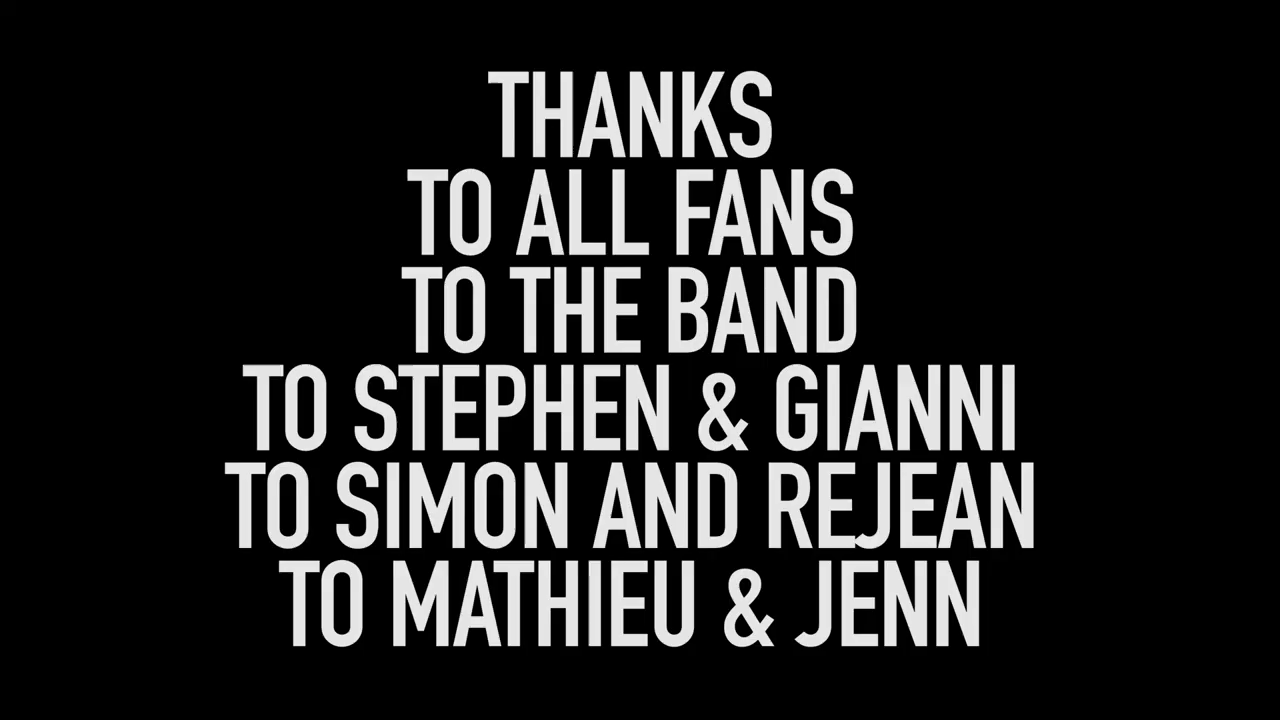 THANKS
TO ALL FANS
TO THE BAND
TO STEPHEN & GIANNI
TO SIMON AND REJEAN
TO MATHIEU & JENN